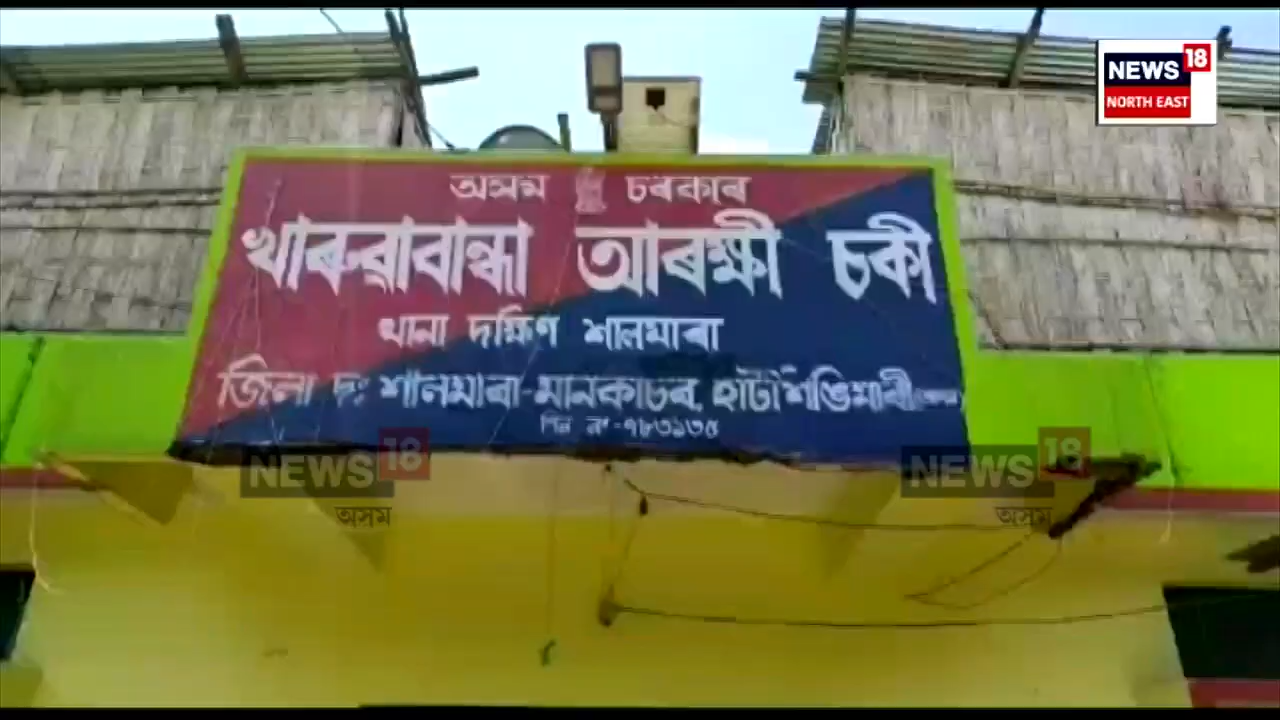 NEWS 18
NORTH EAST
অসম চৰকাৰ
খাৰুৱাবান্ধা আৰক্ষী চকী
থানা দক্ষিণ শালমাৰা
জিলা দঃ শালমাৰা-মানকাচৰ, হাটশিঙিমাৰী
পিন নং-৭৮৩১৩৫
NEWS 18 NEWS 18
অসম অসম